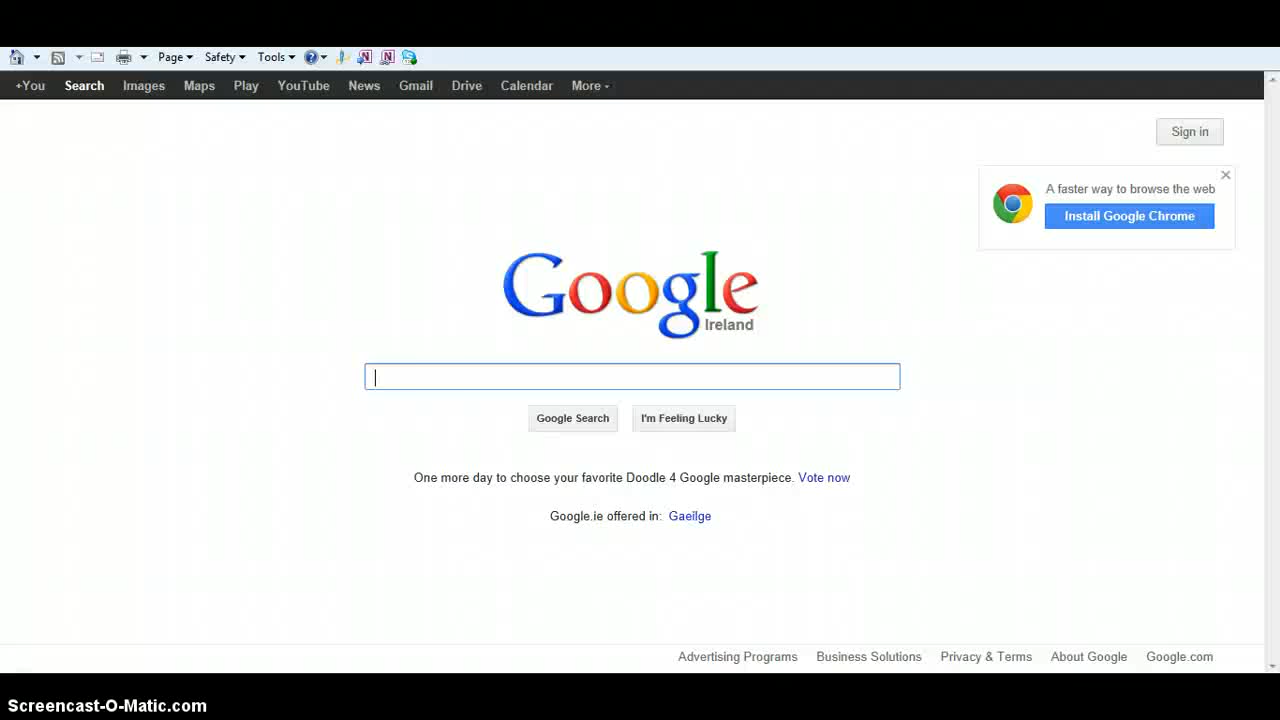 Page Safety Tools
+You Search Images Maps Play YouTube News Gmail Drive Calendar More
Sign in
A faster way to browse the web
Install Google Chrome
Google
Ireland
Google Search I'm Feeling Lucky
One more day to choose your favorite Doodle 4 Google masterpiece. Vote now
Google.ie offered in: Gaeilge
Advertising Programs Business Solutions Privacy & Terms About Google Google.com
Screencast-O-Matic.com